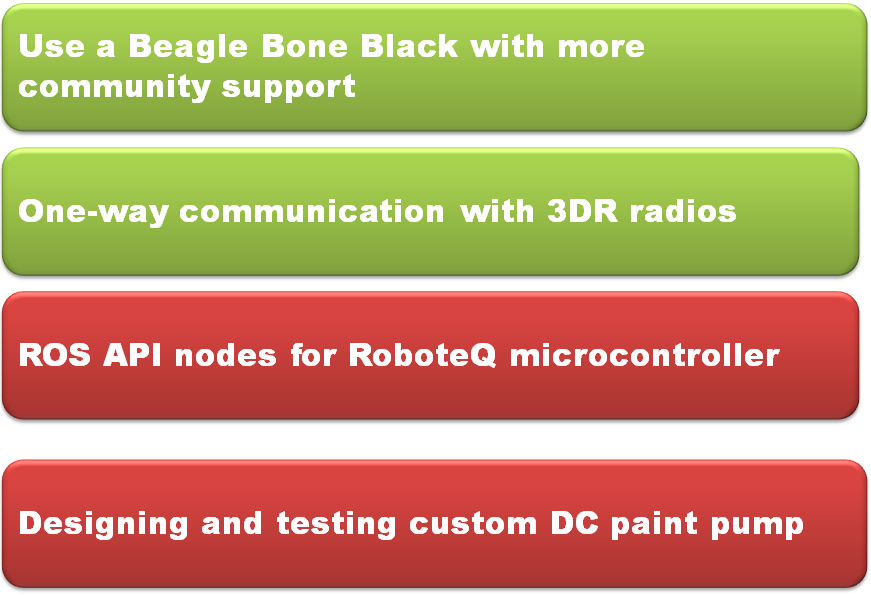 Use a Beagle Bone Black with more
community support
One-way communication with 3DR radios
ROS API nodes for RoboteQ microcontroller
Designing and testing custom DC paint pump